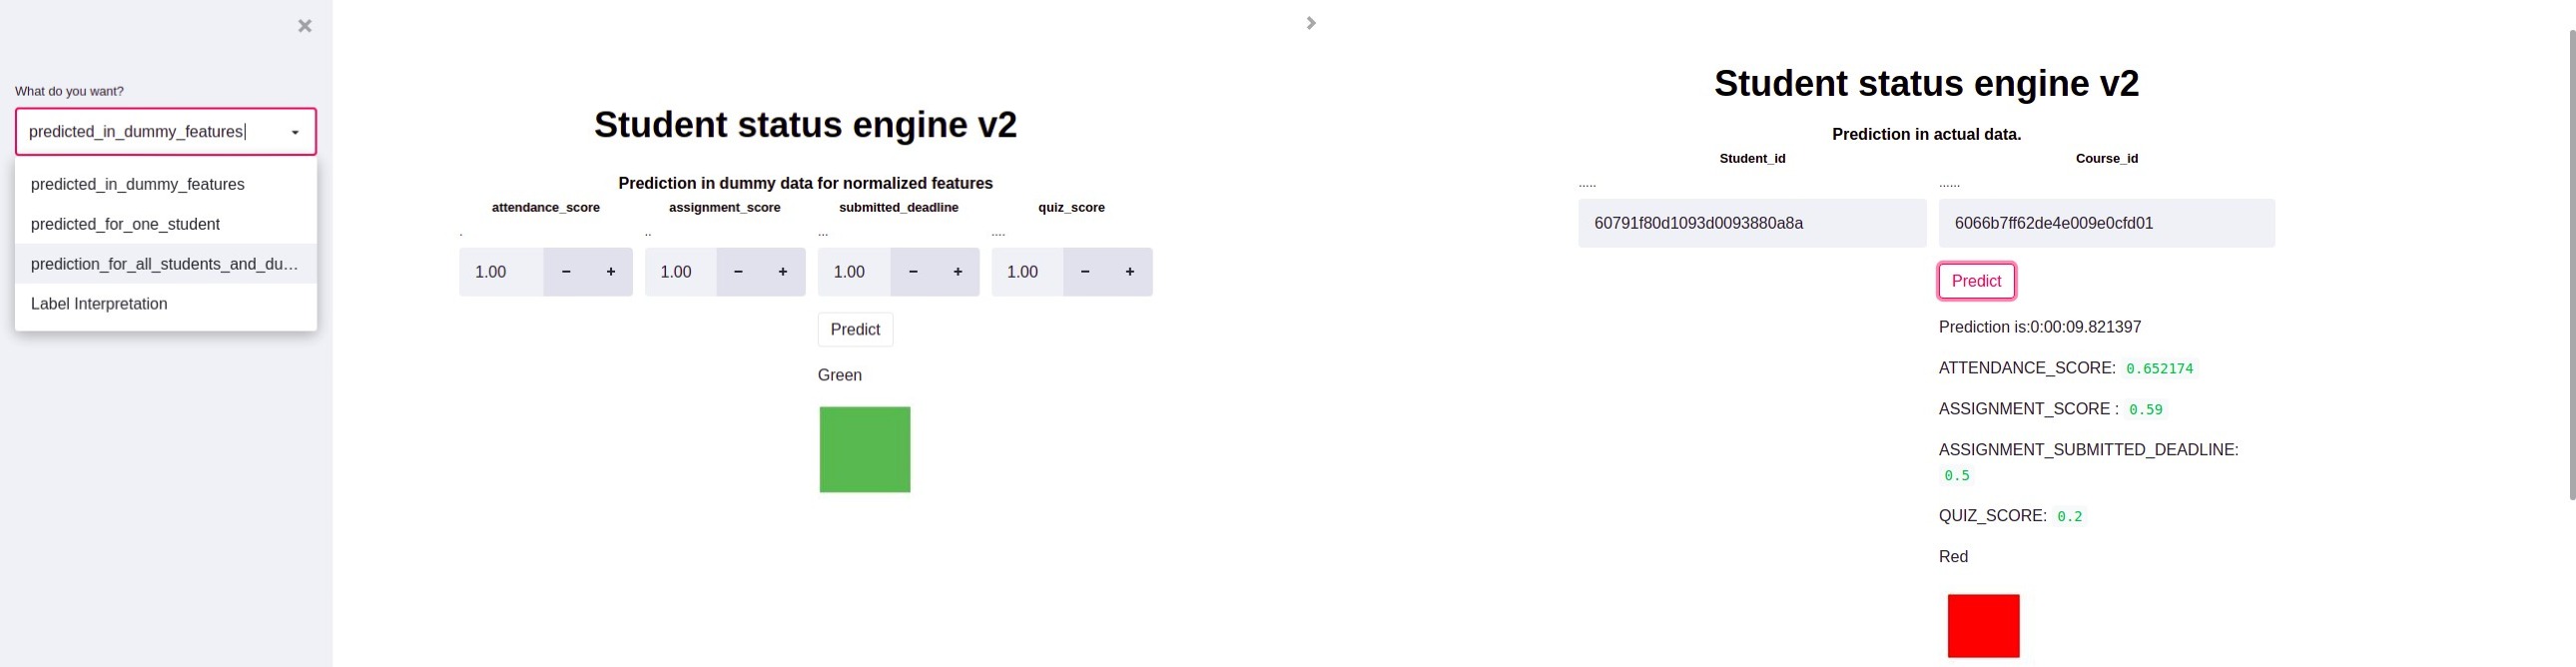 What do you want?
predicted_in_dummy_features
predicted_in_dummy_features
predicted_for_one_student
prediction_for_all_students_and_du...
Label Interpretation
Student status engine v2
Prediction in dummy data for normalized features
attendance_score assignment_score submitted_deadline quiz_score
. .. ... ....
1.00 − + 1.00 − + 1.00 − + 1.00 − +
Predict
Green
Student status engine v2
Prediction in actual data.
Student_id Course_id
..... ......
60791f80d1093d0093880a8a 6066b7ff62de4e009e0cfd01
Predict
Prediction is:0:00:09.821397
ATTENDANCE_SCORE: 0.652174
ASSIGNMENT_SCORE : 0.59
ASSIGNMENT_SUBMITTED_DEADLINE:
0.5
QUIZ_SCORE: 0.2
Red